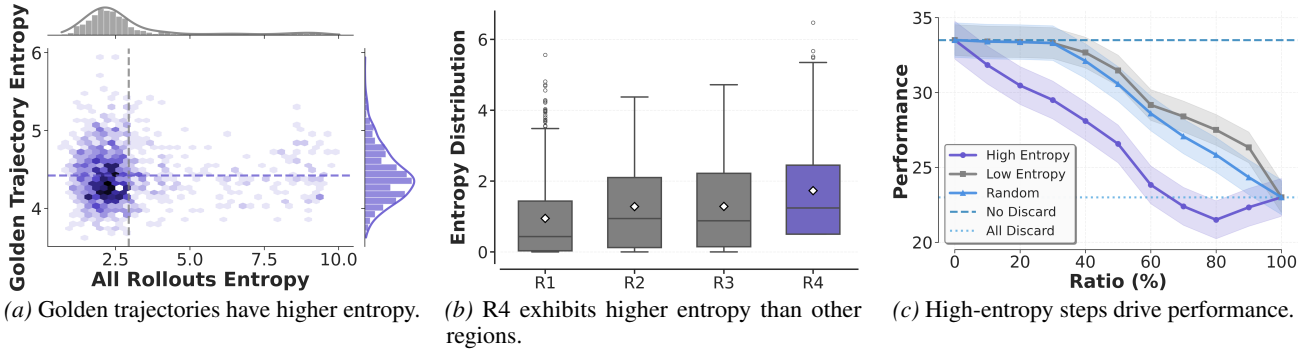 Golden Trajectory Entropy
6
5
4
2.5
5.0
7.5
10.0
All Rollouts Entropy
(a) Golden trajectories have higher entropy.
Entropy Distribution
6
4
2
0
R1
R2
R3
R4
(b) R4 exhibits higher entropy than other
regions.
Performance
35
30
25
20
High Entropy
Low Entropy
Random
No Discard
All Discard
0
20
40
60
80
100
Ratio (%)
(c) High-entropy steps drive performance.